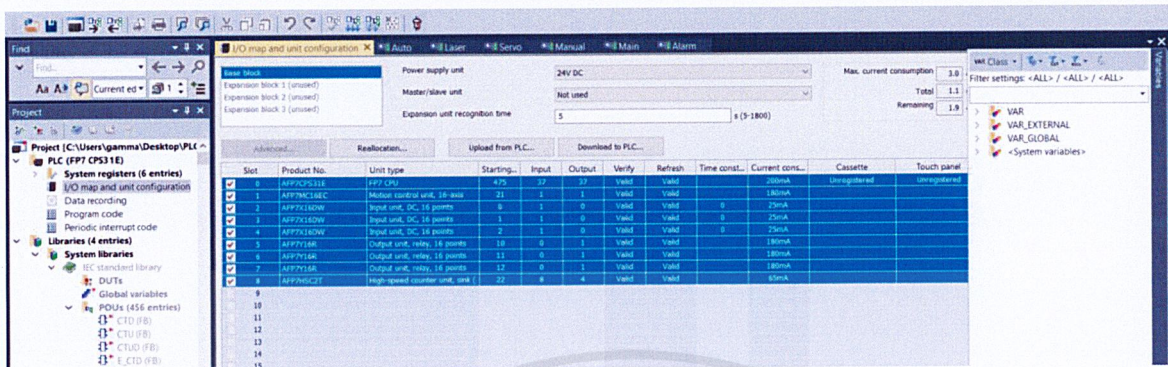 Find
I/O map and unit configuration
Auto
Laser
Servo
Manual
Main
Alarm
Variables
Find...
Aa
Current ed
1
Base block
Expansion block 1 (unused)
Expansion block 2 (unused)
Expansion block 3 (unused)
Power supply unit
24V DC
Max. current consumption
3.0
Master/slave unit
Not used
Total
1.1
Expansion unit recognition time
5
s (5-1800)
Remaining
1.9
Advanced...
Reallocation...
Upload from PLC...
Download to PLC...
VAR Class
Filter settings: <ALL> / <ALL> / <ALL>
VAR
VAR_EXTERNAL
VAR_GLOBAL
<System variables>
Project
Project [C:\Users\gamma\Desktop\PLC
PLC (FP7 CPS31E)
System registers (6 entries)
I/O map and unit configuration
Data recording
Program code
Periodic interrupt code
Libraries (4 entries)
System libraries
IEC standard library
DUTs
Global variables
POUs (456 entries)
CTD (FB)
CTU (FB)
CTUD (FB)
E_CTD (FB)
Slot Product No. Unit type Starting... Input Output Verify Refresh Time const... Current cons... Cassette Touch panel
0 AFP7CPS31E FP7 CPU 475 37 37 Valid Valid 200mA Unregistered Unregistered
1 AFP7MC16EC Motion control unit, 16-axis 21 1 1 Valid Valid 180mA
2 AFP7X16DW Input unit, DC, 16 points 0 1 0 Valid Valid 0 25mA
3 AFP7X16DW Input unit, DC, 16 points 1 1 0 Valid Valid 0 25mA
4 AFP7X16DW Input unit, DC, 16 points 2 1 0 Valid Valid 0 25mA
5 AFP7Y16R Output unit, relay, 16 points 10 0 1 Valid Valid 180mA
6 AFP7Y16R Output unit, relay, 16 points 11 0 1 Valid Valid 180mA
7 AFP7Y16R Output unit, relay, 16 points 12 0 1 Valid Valid 180mA
8 AFP7HSC2T High-speed counter unit, sink ( 22 8 4 Valid Valid 65mA
9
10
11
12
13
14
15